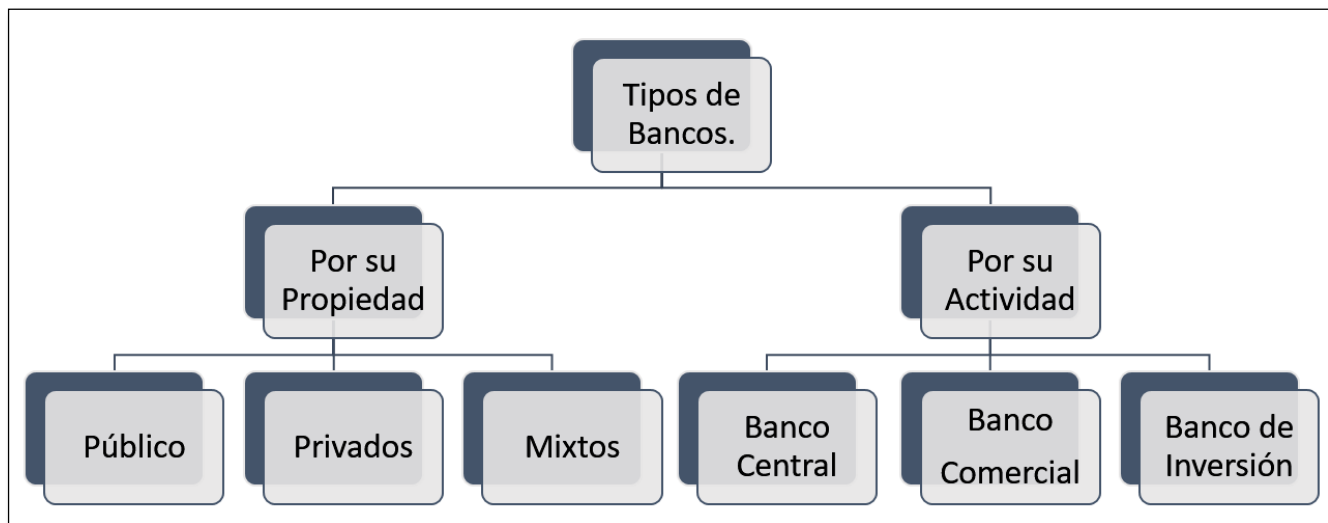 Tipos de
Bancos.
Por su
Propiedad
Por su
Actividad
Público
Privados
Mixtos
Banco
Central
Banco
Comercial
Banco de
Inversión